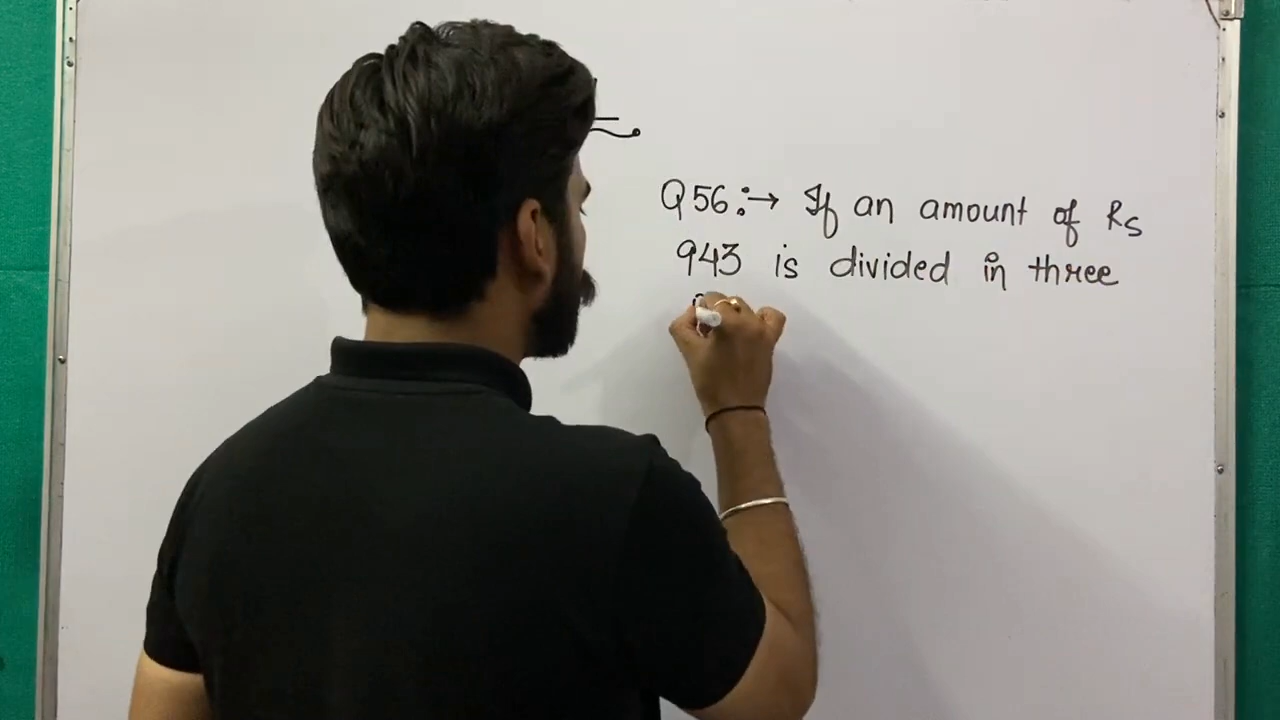 Q56:→ If an amount of Rs
943 is divided in three